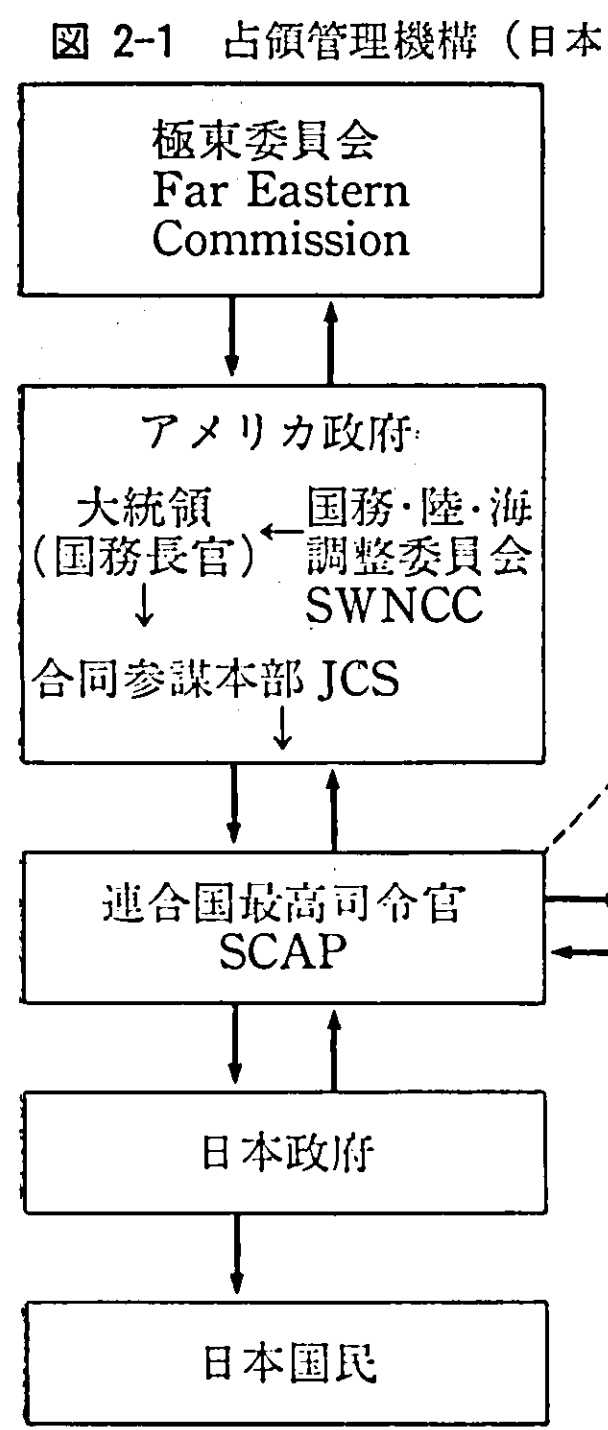 図 2-1 占領管理機構（日本
極東委員会
Far Eastern
Commission
アメリカ政府
大統領
(国務長官)
国務・陸・海
調整委員会
SWNCC
合同参謀本部 JCS
連合国最高司令官
SCAP
日本政府
日本国民